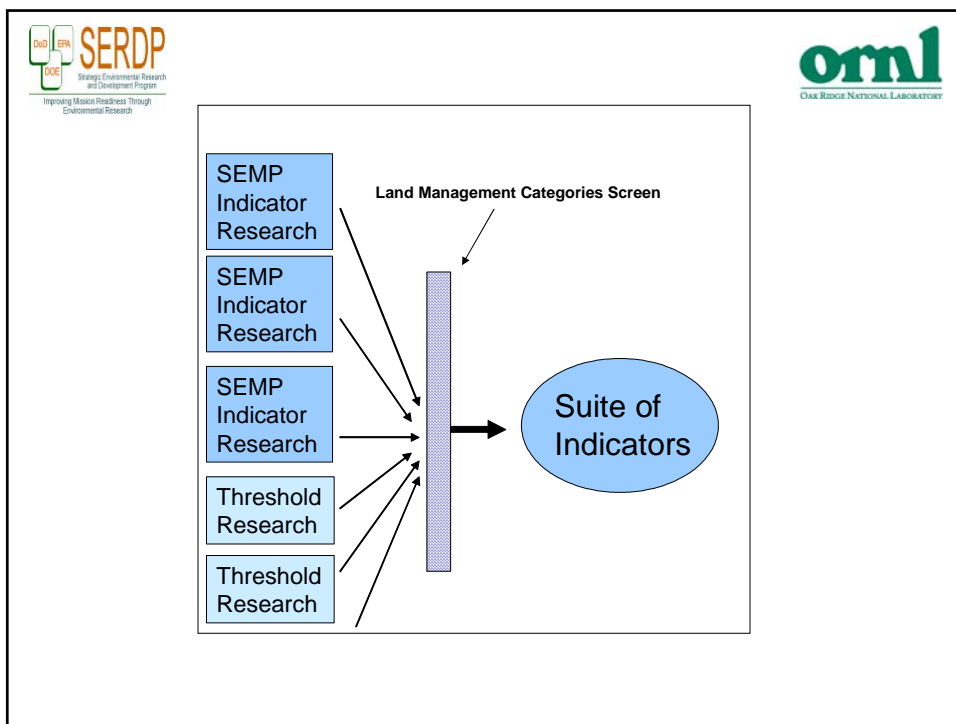 DoD
EPA
DOE
SERDP
Strategic Environmental Research
and Development Program
Improving Mission Readiness Through
Environmental Research
ornl
OAK RIDGE NATIONAL LABORATORY
SEMP
Indicator
Research
Land Management Categories Screen
SEMP
Indicator
Research
SEMP
Indicator
Research
Suite of
Indicators
Threshold
Research
Threshold
Research